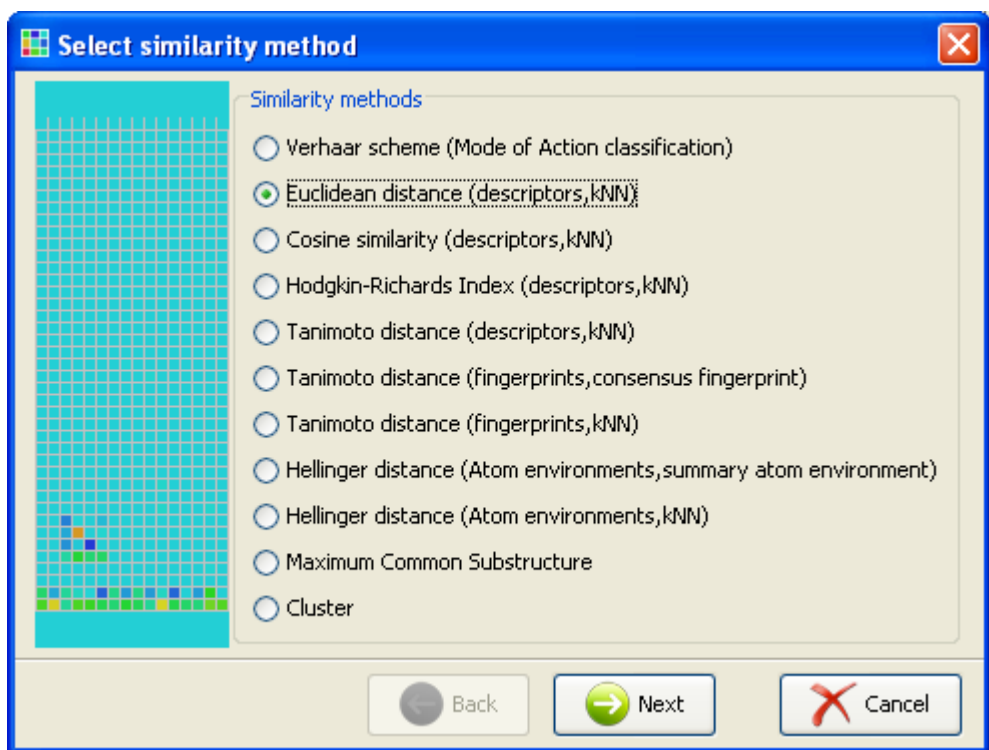 Select similarity method
Similarity methods
Verhaar scheme (Mode of Action classification)
Euclidean distance (descriptors,kNN)
Cosine similarity (descriptors,kNN)
Hodgkin-Richards Index (descriptors,kNN)
Tanimoto distance (descriptors,kNN)
Tanimoto distance (fingerprints,consensus fingerprint)
Tanimoto distance (fingerprints,kNN)
Hellinger distance (Atom environments,summary atom environment)
Hellinger distance (Atom environments,kNN)
Maximum Common Substructure
Cluster
Back Next Cancel